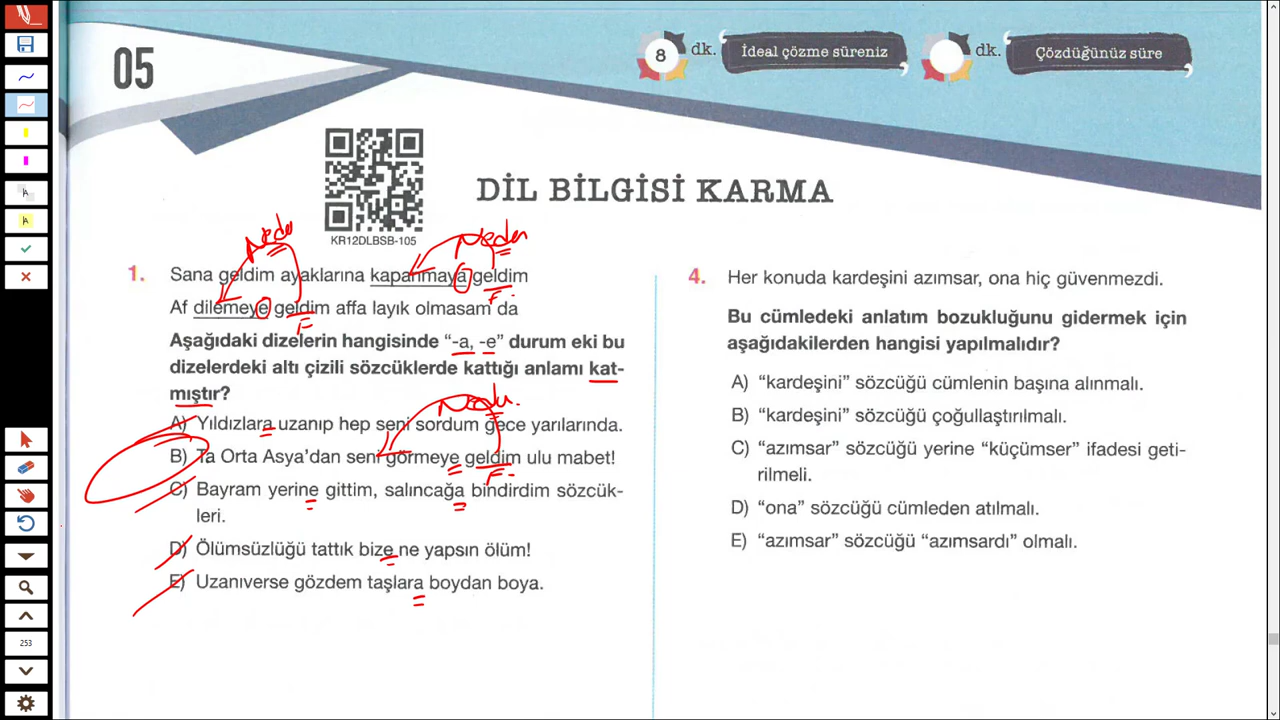 05
8 dk. İdeal çözme süreniz
dk. Çözdüğünüz süre
KR12DLBSB-105
DİL BİLGİSİ KARMA
Neden Neden
1. Sana geldim ayaklarına kapanmaya geldim
F.
Af dilemeye geldim affa layık olmasam da
F
Aşağıdaki dizelerin hangisinde “-a, -e” durum eki bu
dizelerdeki altı çizili sözcüklerde kattığı anlamı kat-
mıştır?
Neden.
A) Yıldızlara uzanıp hep seni sordum gece yarılarında.
B) Ta Orta Asya’dan seni görmeye geldim ulu mabet!
F.
C) Bayram yerine gittim, salıncağa bindirdim sözcük-
leri.
D) Ölümsüzlüğü tattık bize ne yapsın ölüm!
E) Uzanıverse gözdem taşlara boydan boya.
4. Her konuda kardeşini azımsar, ona hiç güvenmezdi.
Bu cümledeki anlatım bozukluğunu gidermek için
aşağıdakilerden hangisi yapılmalıdır?
A) “kardeşini” sözcüğü cümlenin başına alınmalı.
B) “kardeşini” sözcüğü çoğullaştırılmalı.
C) “azımsar” sözcüğü yerine “küçümser” ifadesi geti-
rilmeli.
D) “ona” sözcüğü cümleden atılmalı.
E) “azımsar” sözcüğü “azımsardı” olmalı.
253